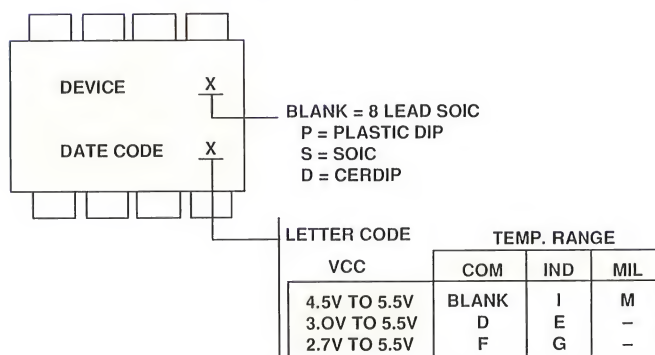 DEVICE X
BLANK = 8 LEAD SOIC
P = PLASTIC DIP
S = SOIC
D = CERDIP
DATE CODE X
LETTER CODE TEMP. RANGE
VCC COM IND MIL
4.5V TO 5.5V BLANK I M
3.0V TO 5.5V D E –
2.7V TO 5.5V F G –